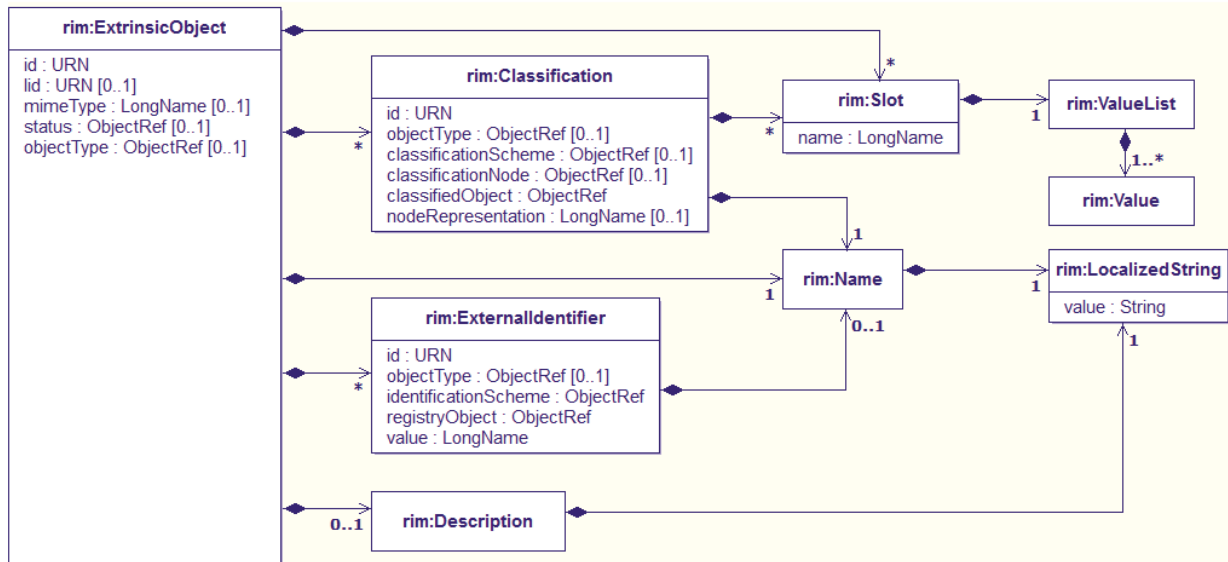 rim:ExtrinsicObject
id : URN
lid : URN [0..1]
mimeType : LongName [0..1]
status : ObjectRef [0..1]
objectType : ObjectRef [0..1]
*
rim:Classification
id : URN
objectType : ObjectRef [0..1]
classificationScheme : ObjectRef [0..1]
classificationNode : ObjectRef [0..1]
classifiedObject : ObjectRef
nodeRepresentation : LongName [0..1]
*
*
rim:Slot
name : LongName
1
rim:ValueList
1..*
rim:Value
1
1
rim:Name
1
rim:LocalizedString
value : String
*
rim:ExternalIdentifier
id : URN
objectType : ObjectRef [0..1]
identificationScheme : ObjectRef
registryObject : ObjectRef
value : LongName
0..1
1
0..1
rim:Description